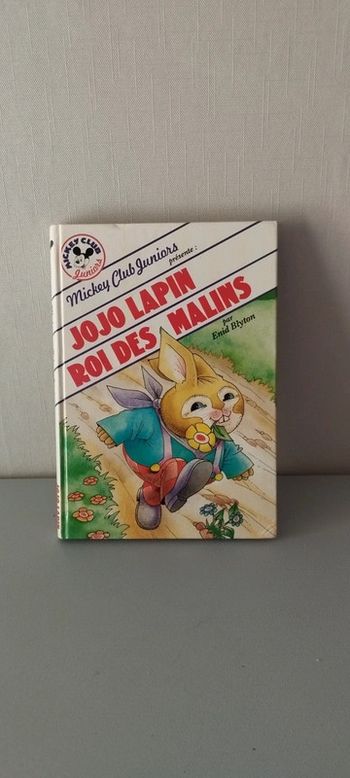 MICKEY CLUB
Juniors
Mickey Club Juniors
présente :
JOJO LAPIN
ROI DES MALINS
par
Enid Blyton